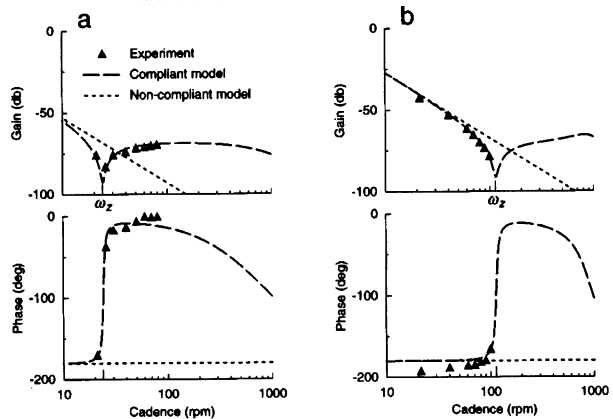 a
b
0
-50
-100
Gain (db)
▲ Experiment
Compliant model
Non-compliant model
ωz
0
-50
-100
Gain (db)
ωz
0
-100
-200
Phase (deg)
10 100 1000
Cadence (rpm)
0
-100
-200
Phase (deg)
10 100 1000
Cadence (rpm)